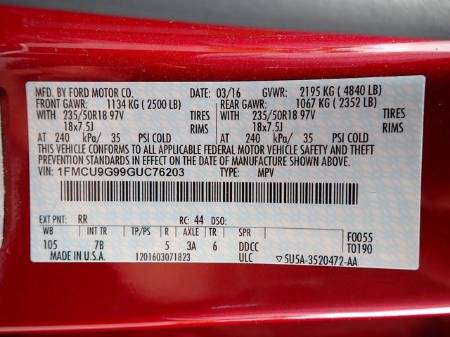 MFD. BY FORD MOTOR CO. 03/16 GVWR: 2195 KG ( 4840 LB)
FRONT GAWR: 1134 KG ( 2500 LB) REAR GAWR: 1067 KG ( 2352 LB)
WITH 235/50R18 97V TIRES WITH 235/50R18 97V TIRES
18x7.5J RIMS 18x7.5J RIMS
AT 240 kPa/ 35 PSI COLD AT 240 kPa/ 35 PSI COLD
THIS VEHICLE CONFORMS TO ALL APPLICABLE FEDERAL MOTOR VEHICLE SAFETY AND
THEFT PREVENTION STANDARDS IN EFFECT ON THE DATE OF MANUFACTURE SHOWN ABOVE.
VIN: 1FMCU9G99GUC76203 TYPE: MPV
EXT PNT: RR RC: 44 DSO:
WB INT TR TP/PS R AXLE TR SPR F0055
105 7B 5 3A 6 DDCC T0190
MADE IN U.S.A. 1201603071823 ULC ▽5U5A-3520472-AA